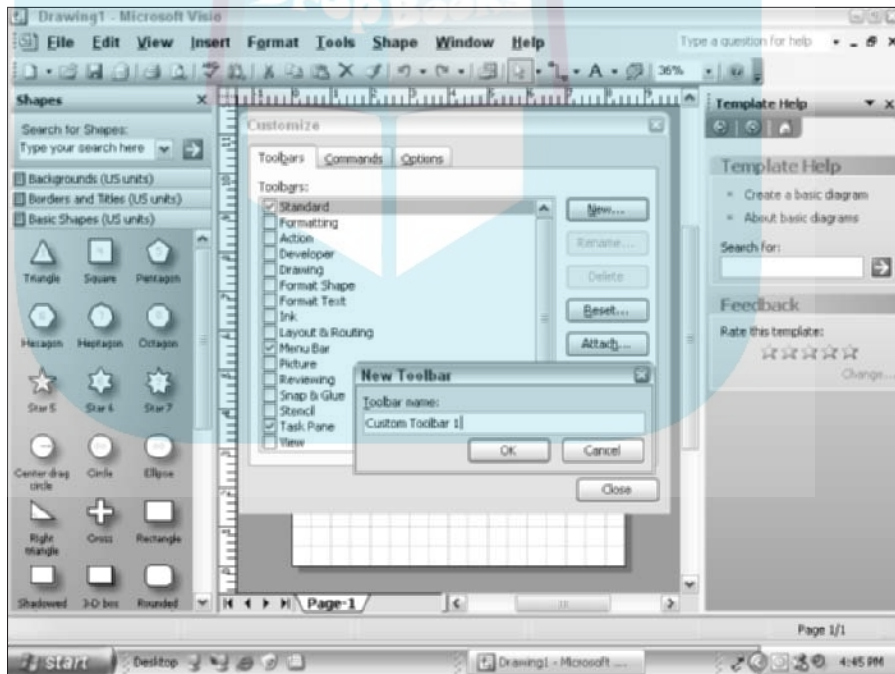 Drawing1 - Microsoft Visio
File Edit View Insert Format Tools Shape Window Help
Type a question for help
36%
Shapes
Search for Shapes:
Type your search here
Backgrounds (US units)
Borders and Titles (US units)
Basic Shapes (US units)
Triangle Square Pentagon
Hexagon Heptagon Octagon
Star 5 Star 6 Star 7
Center drag circle Circle Ellipse
Right triangle Cross Rectangle
Shadowed 3-D box Rounded
Customize
Toolbars Commands Options
Toolbars:
Standard
Formatting
Action
Developer
Drawing
Format Shape
Format Text
Ink
Layout & Routing
Menu Bar
Picture
Reviewing
Snap & Glue
Stencil
Task Pane
View
New...
Rename...
Delete
Reset...
Attach...
New Toolbar
Toolbar name:
Custom Toolbar 1
OK Cancel
Close
Page-1
Template Help
Template Help
Create a basic diagram
About basic diagrams
Search for:
Feedback
Rate this template:
Change...
Page 1/1
start Desktop Drawing1 - Microsoft .... 4:45 PM
Drop Books